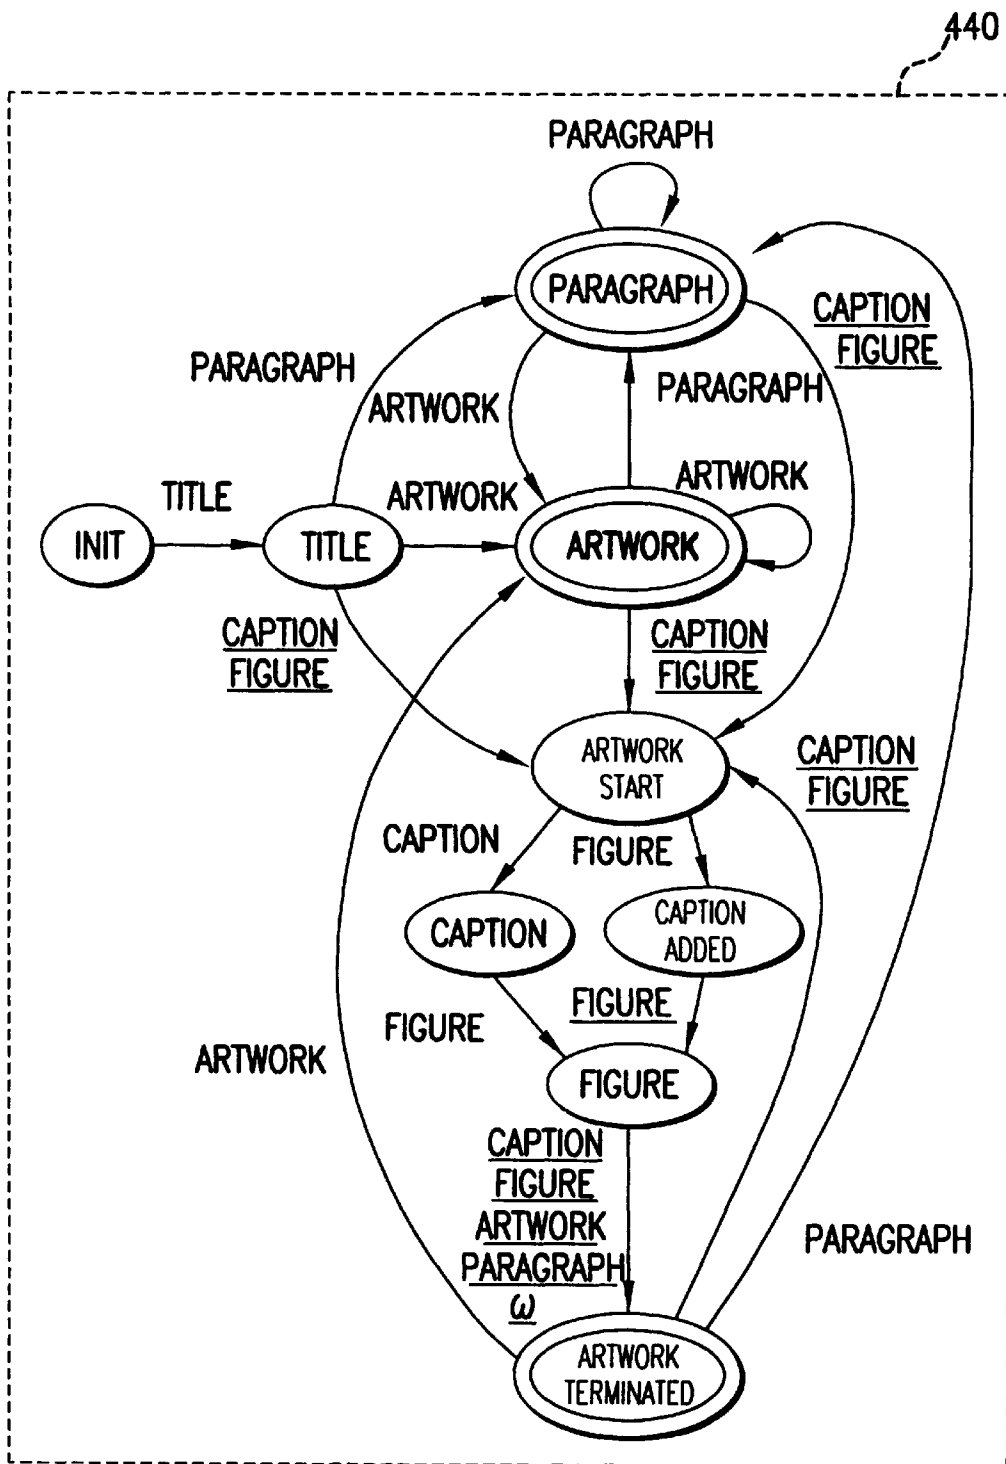 440
PARAGRAPH
PARAGRAPH
CAPTION
FIGURE
PARAGRAPH
PARAGRAPH
ARTWORK
ARTWORK
TITLE
ARTWORK
INIT
TITLE
ARTWORK
CAPTION
FIGURE
CAPTION
FIGURE
ARTWORK
START
CAPTION
FIGURE
CAPTION
FIGURE
CAPTION
CAPTION
ADDED
FIGURE
FIGURE
ARTWORK
FIGURE
CAPTION
FIGURE
ARTWORK
PARAGRAPH
ω
PARAGRAPH
ARTWORK
TERMINATED